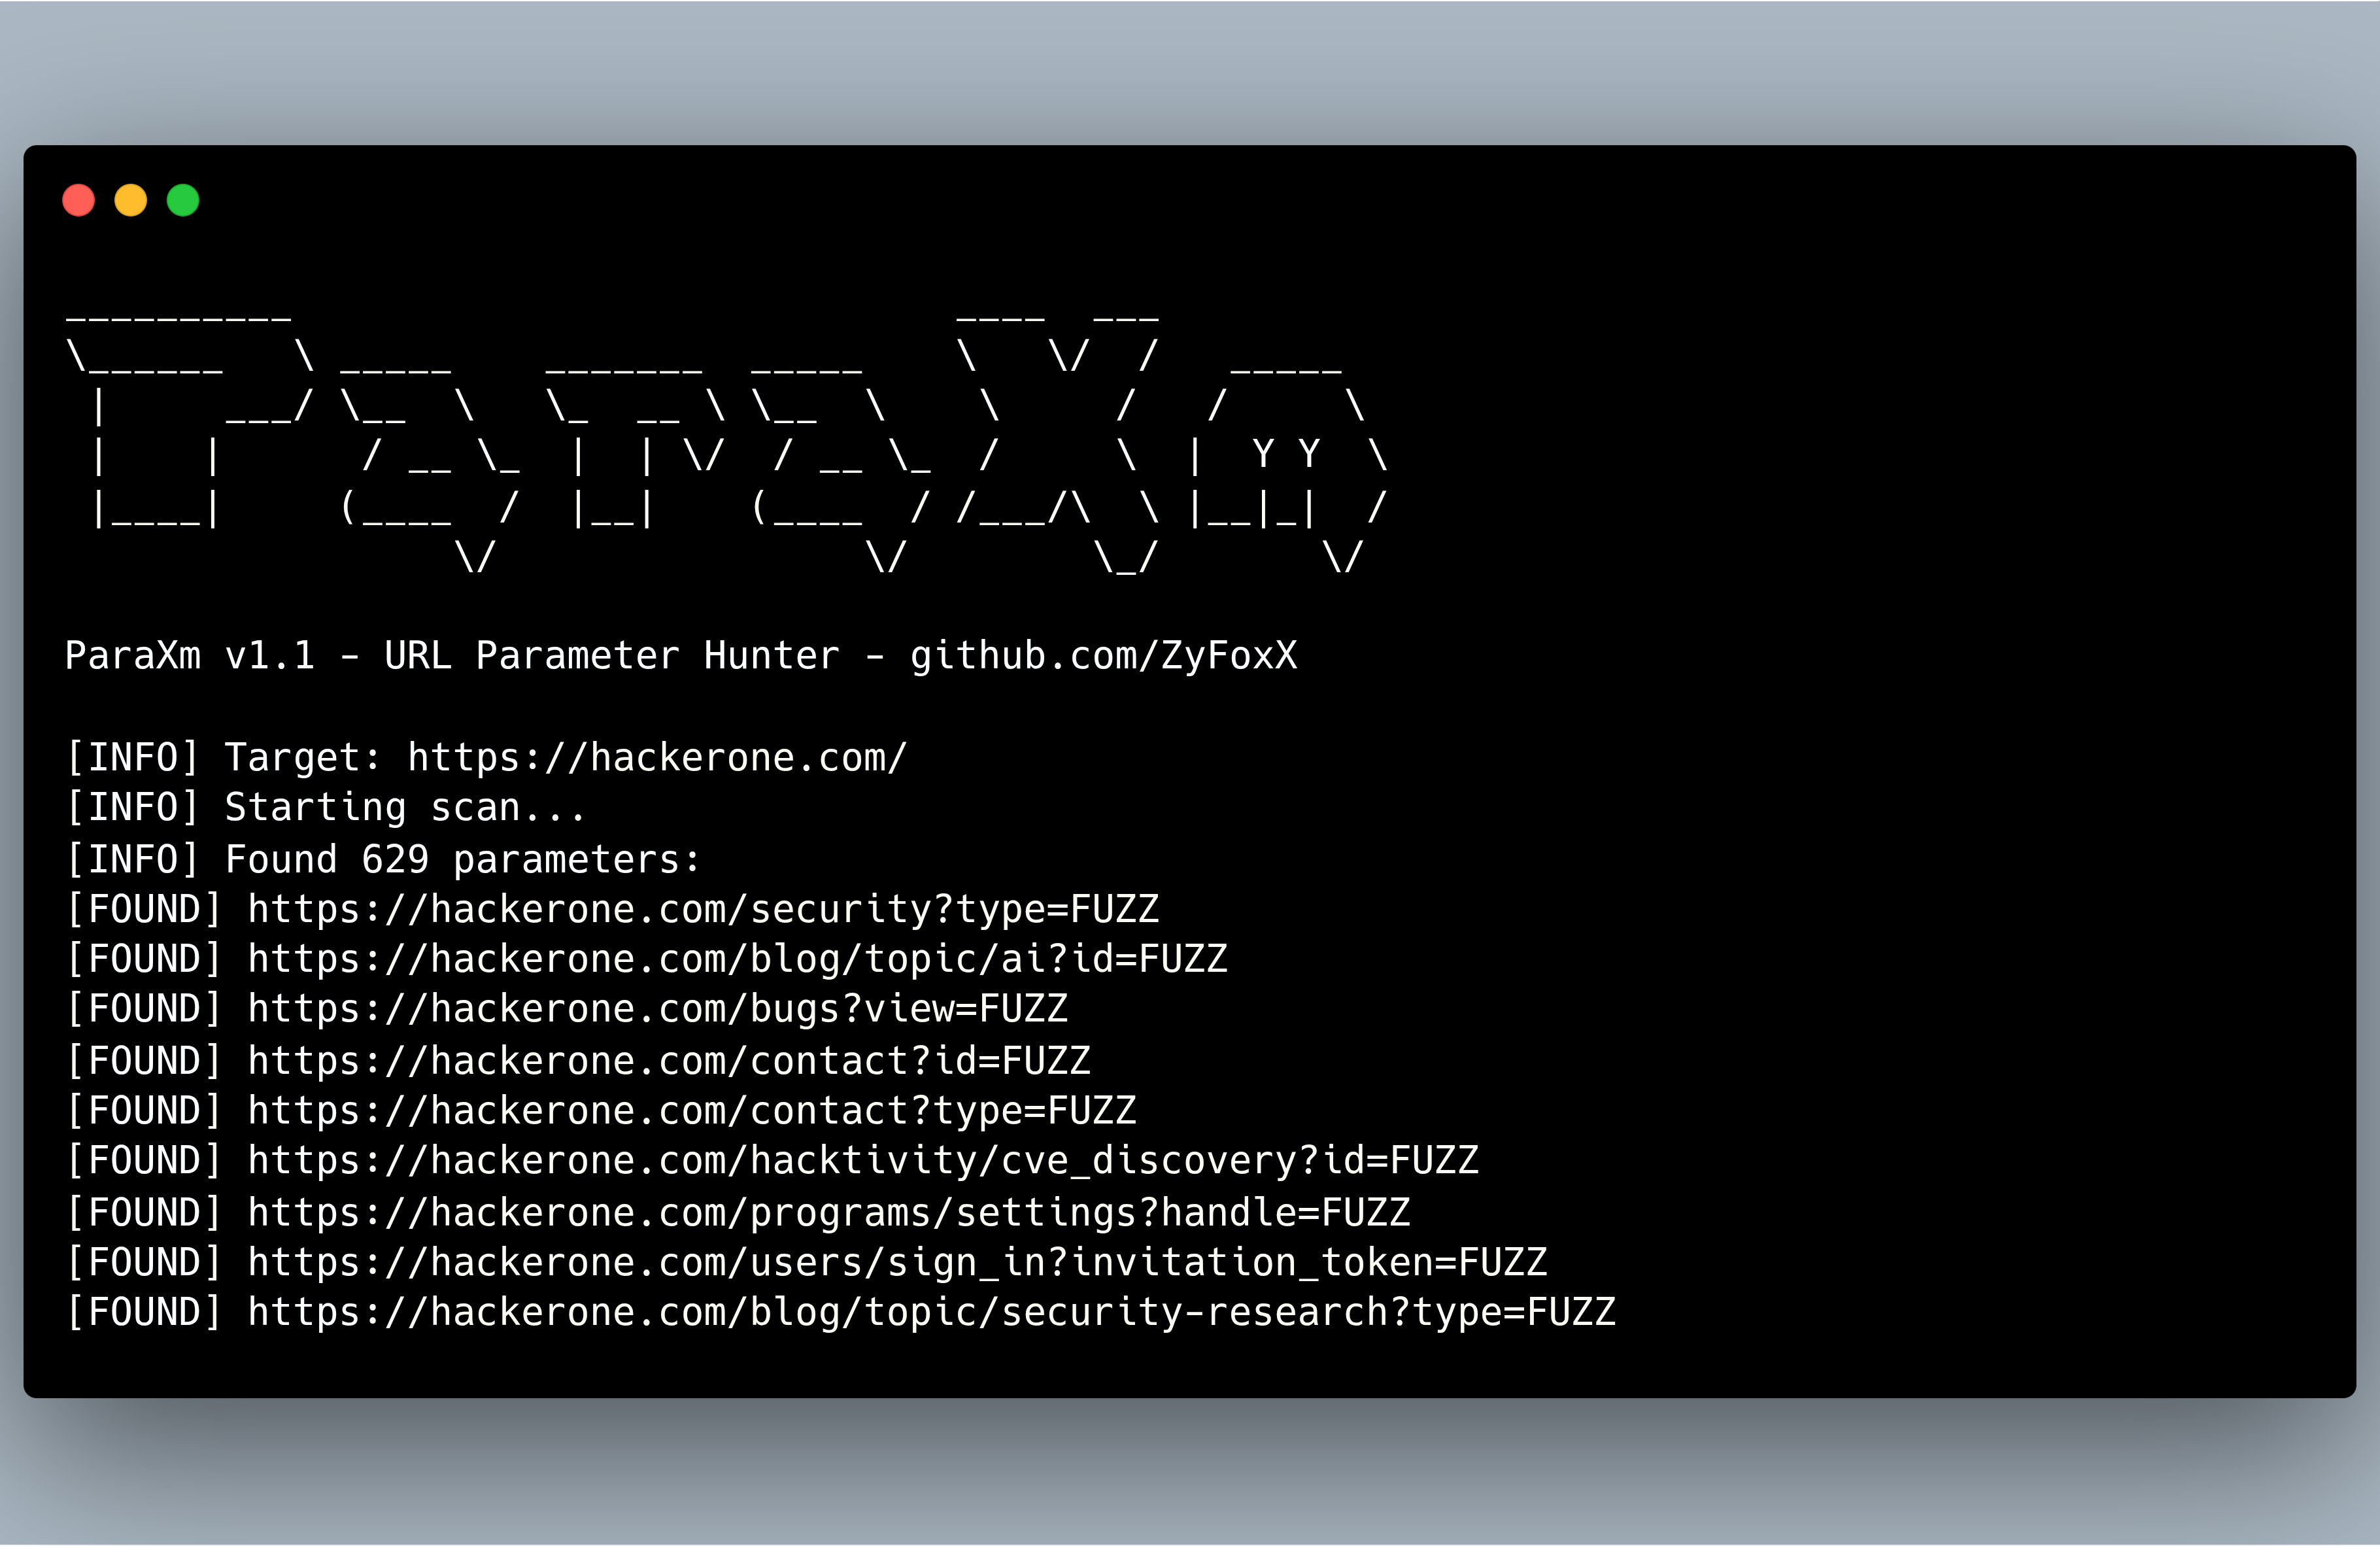 __________                             ____  ___
\______   \ _____    _______  _____    \   \/  /   _____
 |     ___/ \__  \   \_  __ \ \__  \    \     /   /     \
 |    |      / __ \_  |  | \/  / __ \_  /     \  |  Y Y  \
 |____|     (____  /  |__|    (____  / /___/\  \ |__|_|  /
                 \/                \/        \_/       \/
ParaXm v1.1 - URL Parameter Hunter - github.com/ZyFoxX
[INFO] Target: https://hackerone.com/
[INFO] Starting scan...
[INFO] Found 629 parameters:
[FOUND] https://hackerone.com/security?type=FUZZ
[FOUND] https://hackerone.com/blog/topic/ai?id=FUZZ
[FOUND] https://hackerone.com/bugs?view=FUZZ
[FOUND] https://hackerone.com/contact?id=FUZZ
[FOUND] https://hackerone.com/contact?type=FUZZ
[FOUND] https://hackerone.com/hacktivity/cve_discovery?id=FUZZ
[FOUND] https://hackerone.com/programs/settings?handle=FUZZ
[FOUND] https://hackerone.com/users/sign_in?invitation_token=FUZZ
[FOUND] https://hackerone.com/blog/topic/security-research?type=FUZZ